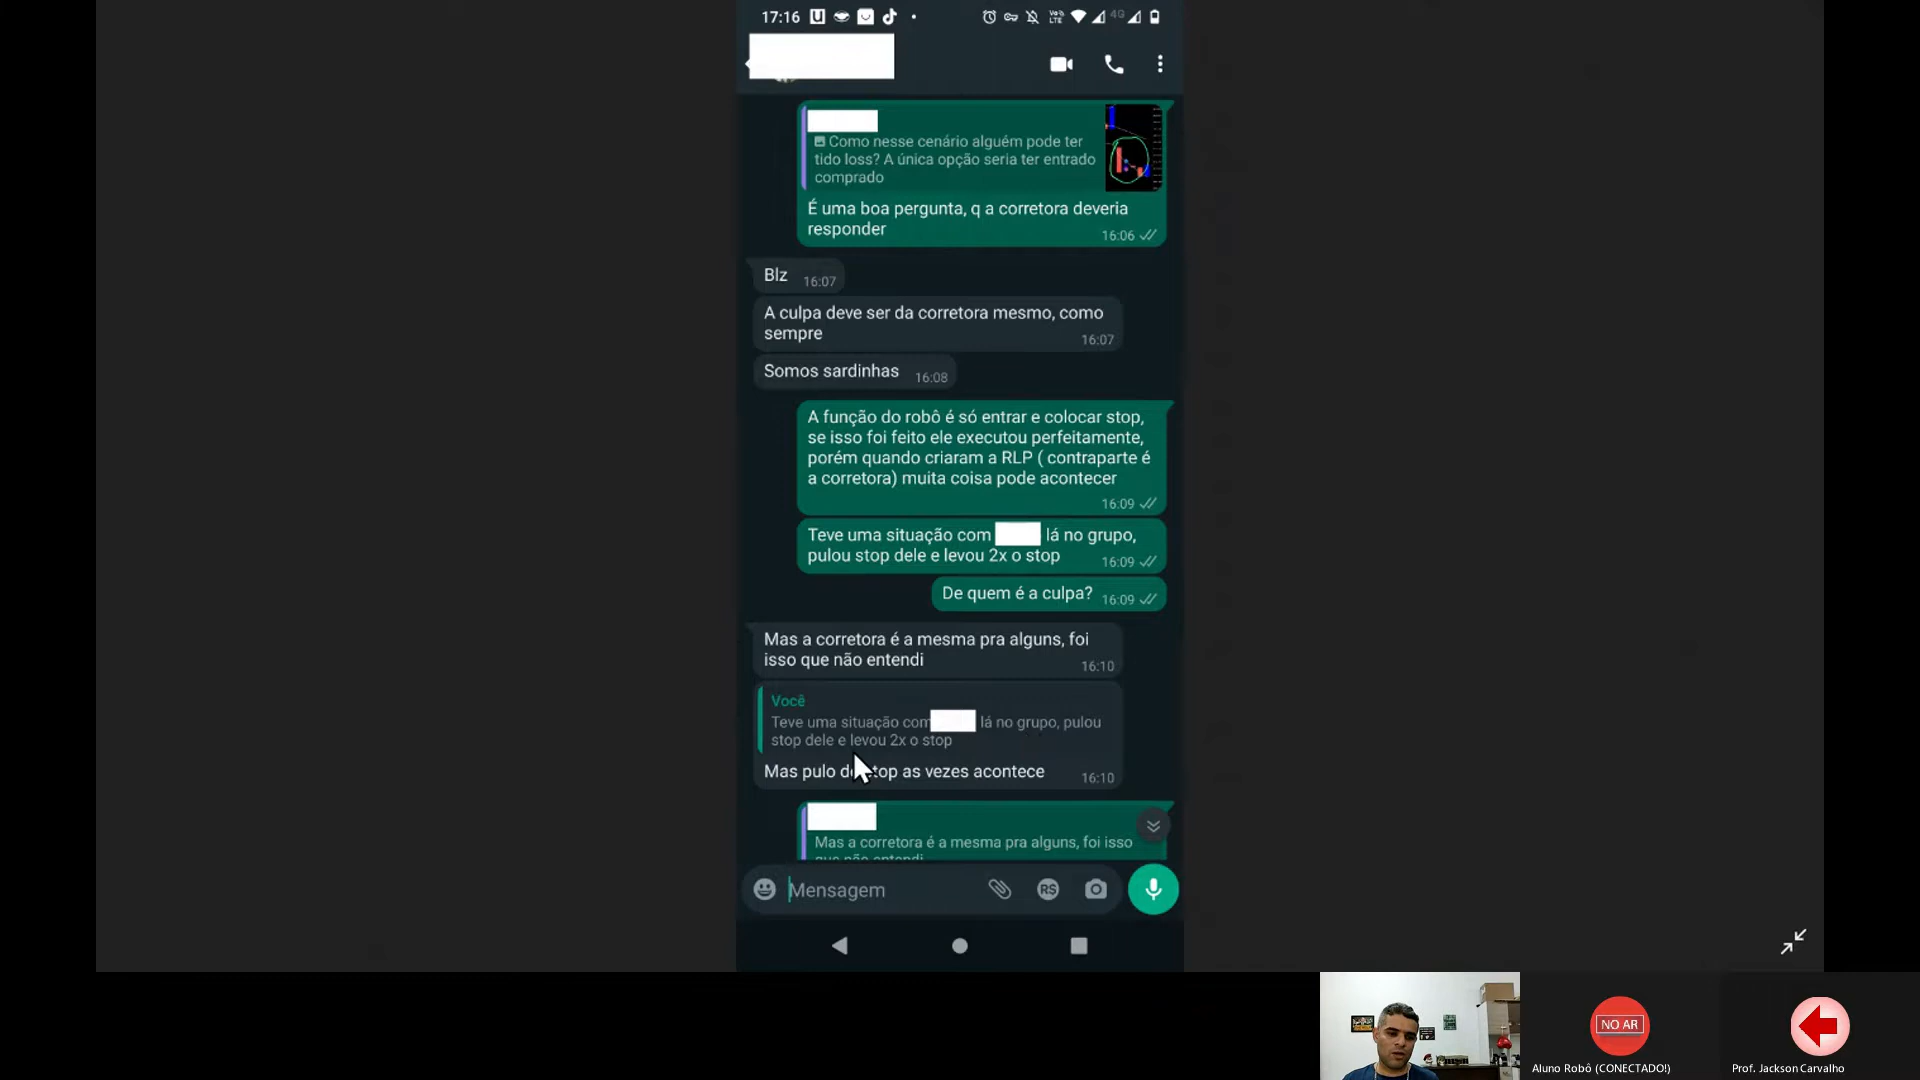 17:16
4G
Como nesse cenário alguém pode ter
tido loss? A única opção seria ter entrado
comprado
É uma boa pergunta, q a corretora deveria
responder
16:06
Blz
16:07
A culpa deve ser da corretora mesmo, como
sempre
16:07
Somos sardinhas
16:08
A função do robô é só entrar e colocar stop,
se isso foi feito ele executou perfeitamente,
porém quando criaram a RLP ( contraparte é
a corretora) muita coisa pode acontecer
16:09
Teve uma situação com lá no grupo,
pulou stop dele e levou 2x o stop
16:09
De quem é a culpa?
16:09
Mas a corretora é a mesma pra alguns, foi
isso que não entendi
16:10
Você
Teve uma situação com lá no grupo, pulou
stop dele e levou 2x o stop
Mas pulo as vezes acontece
16:10
Mas a corretora é a mesma pra alguns, foi isso
que não entendi
Mensagem
R$
NO AR
Aluno Robô (CONECTADO!)
Prof. Jackson Carvalho